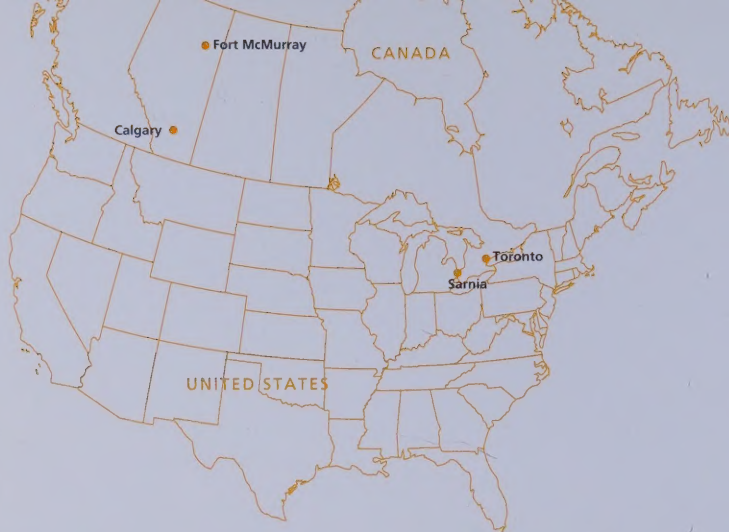 Fort McMurray
CANADA
Calgary
Toronto
Sarnia
UNITED STATES